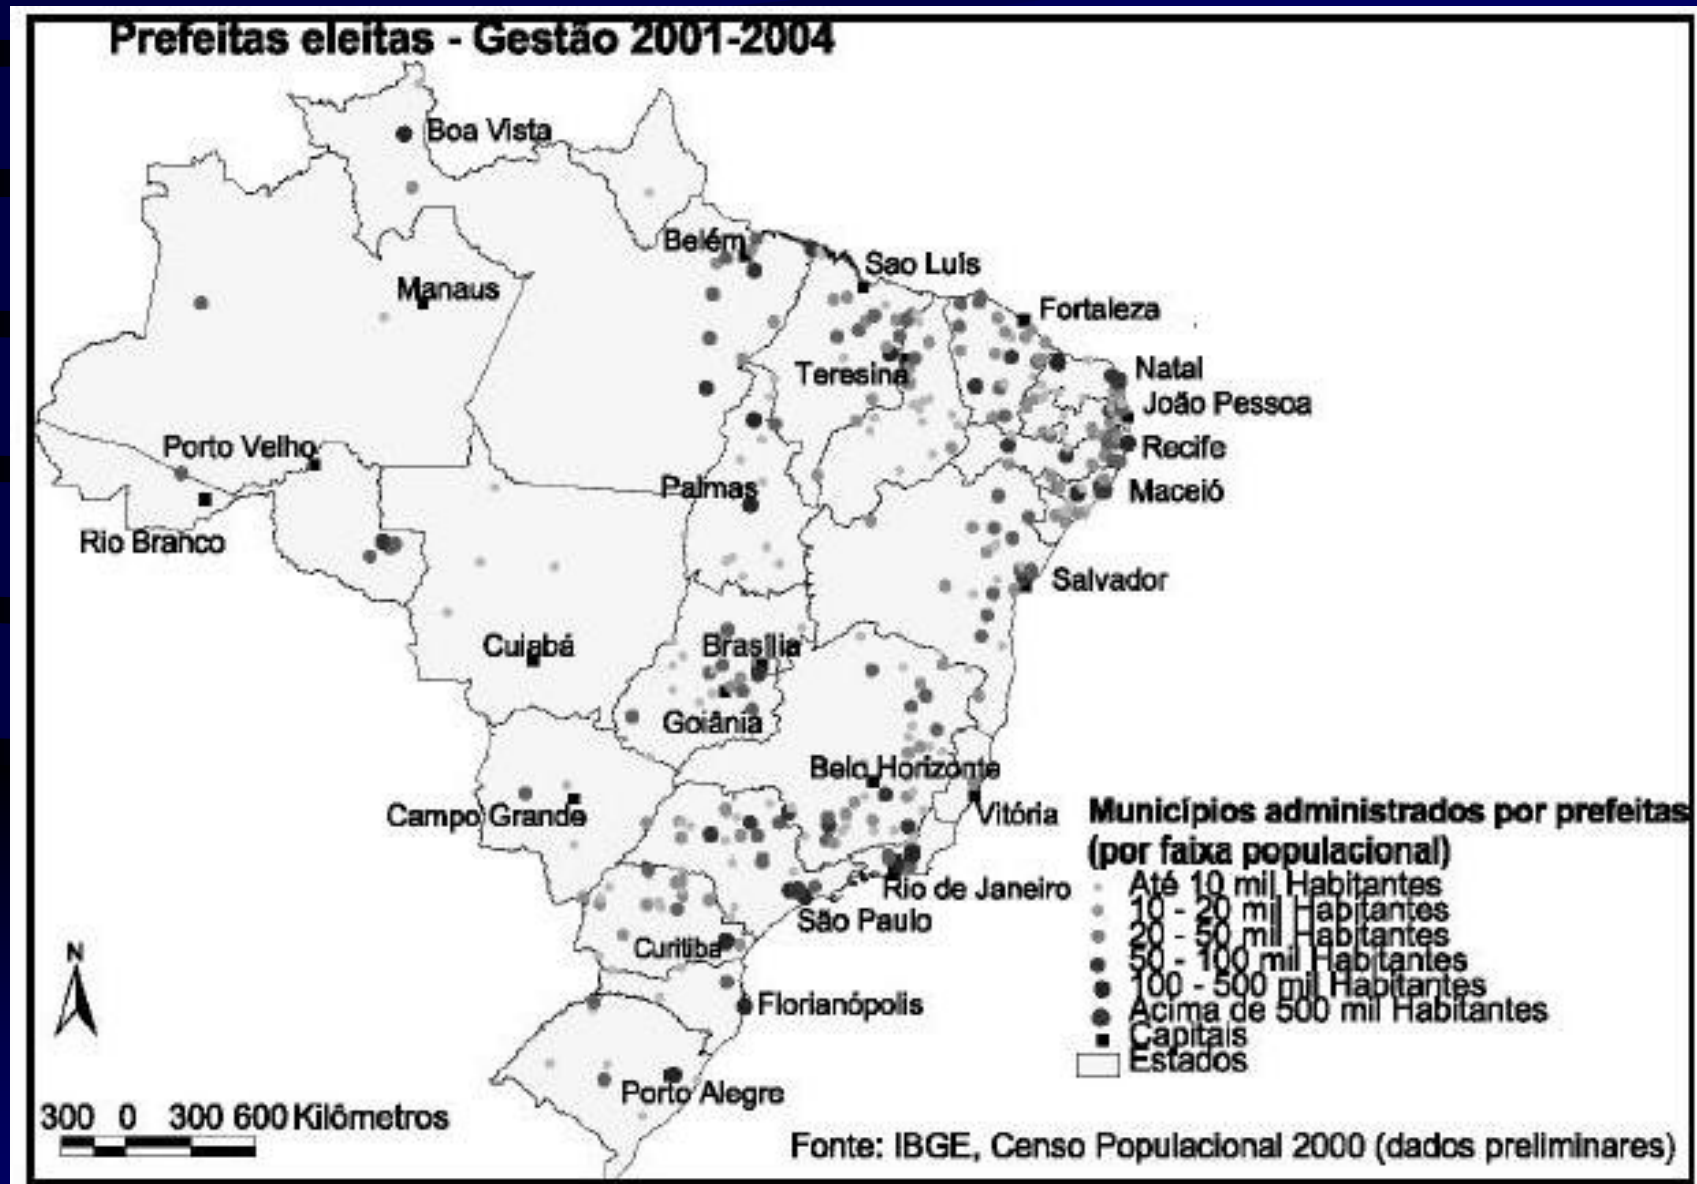 Prefeitas eleitas - Gestão 2001-2004
Boa Vista
Belém
Manaus
Sao Luis
Fortaleza
Teresina
Natal
João Pessoa
Porto Velho
Recife
Palmas
Maceió
Rio Branco
Salvador
Cuiabá
Brasília
Goiânia
Belo Horizonte
Campo Grande
Vitória
Municípios administrados por prefeitas
(por faixa populacional)
Até 10 mil Habitantes
10 - 20 mil Habitantes
20 - 50 mil Habitantes
50 - 100 mil Habitantes
100 - 500 mil Habitantes
Acima de 500 mil Habitantes
Capitais
Estados
Rio de Janeiro
São Paulo
Curitiba
Florianópolis
Porto Alegre
N
300 0 300 600 Kilômetros
Fonte: IBGE, Censo Populacional 2000 (dados preliminares)